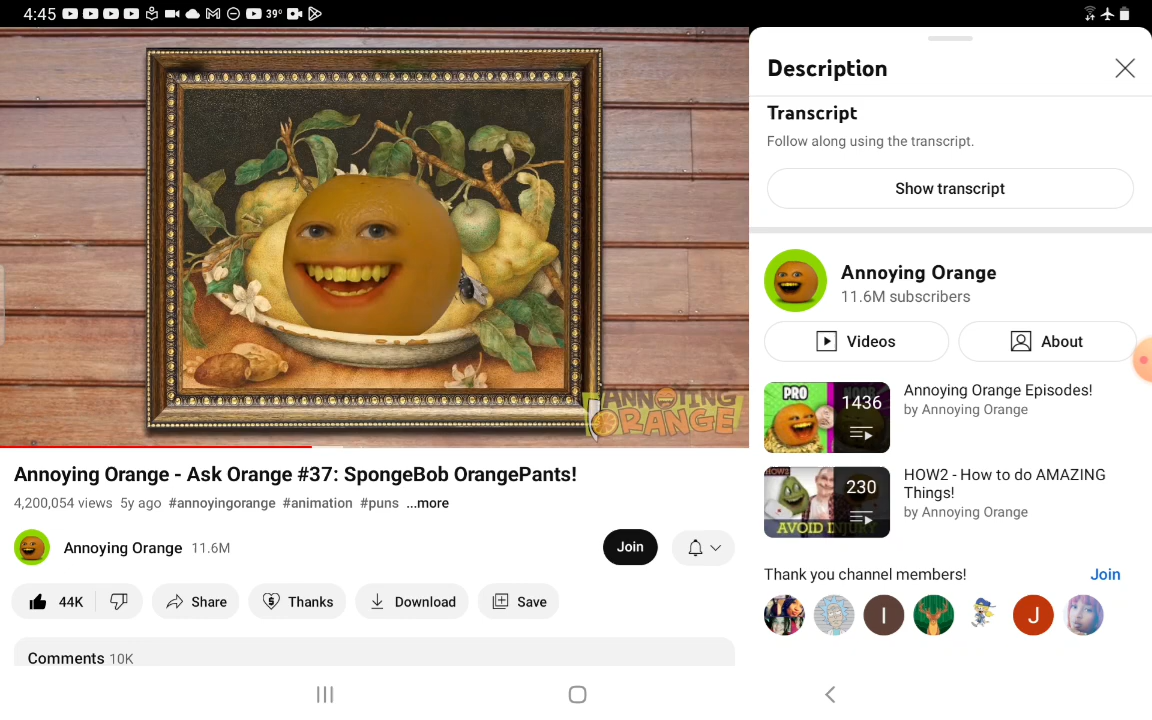 4:45
39°
ANNOYING
ORANGE
Annoying Orange - Ask Orange #37: SpongeBob OrangePants!
4,200,054 views 5y ago #annoyingorange #animation #puns ...more
Annoying Orange 11.6M
Join
44K
Share
Thanks
Download
Save
Comments 10K
Description
Transcript
Follow along using the transcript.
Show transcript
Annoying Orange
11.6M subscribers
Videos
About
PRO
1436
Annoying Orange Episodes!
by Annoying Orange
HOW2
230
AVOID INJURY
HOW2 - How to do AMAZING
Things!
by Annoying Orange
Thank you channel members!
Join
I
J